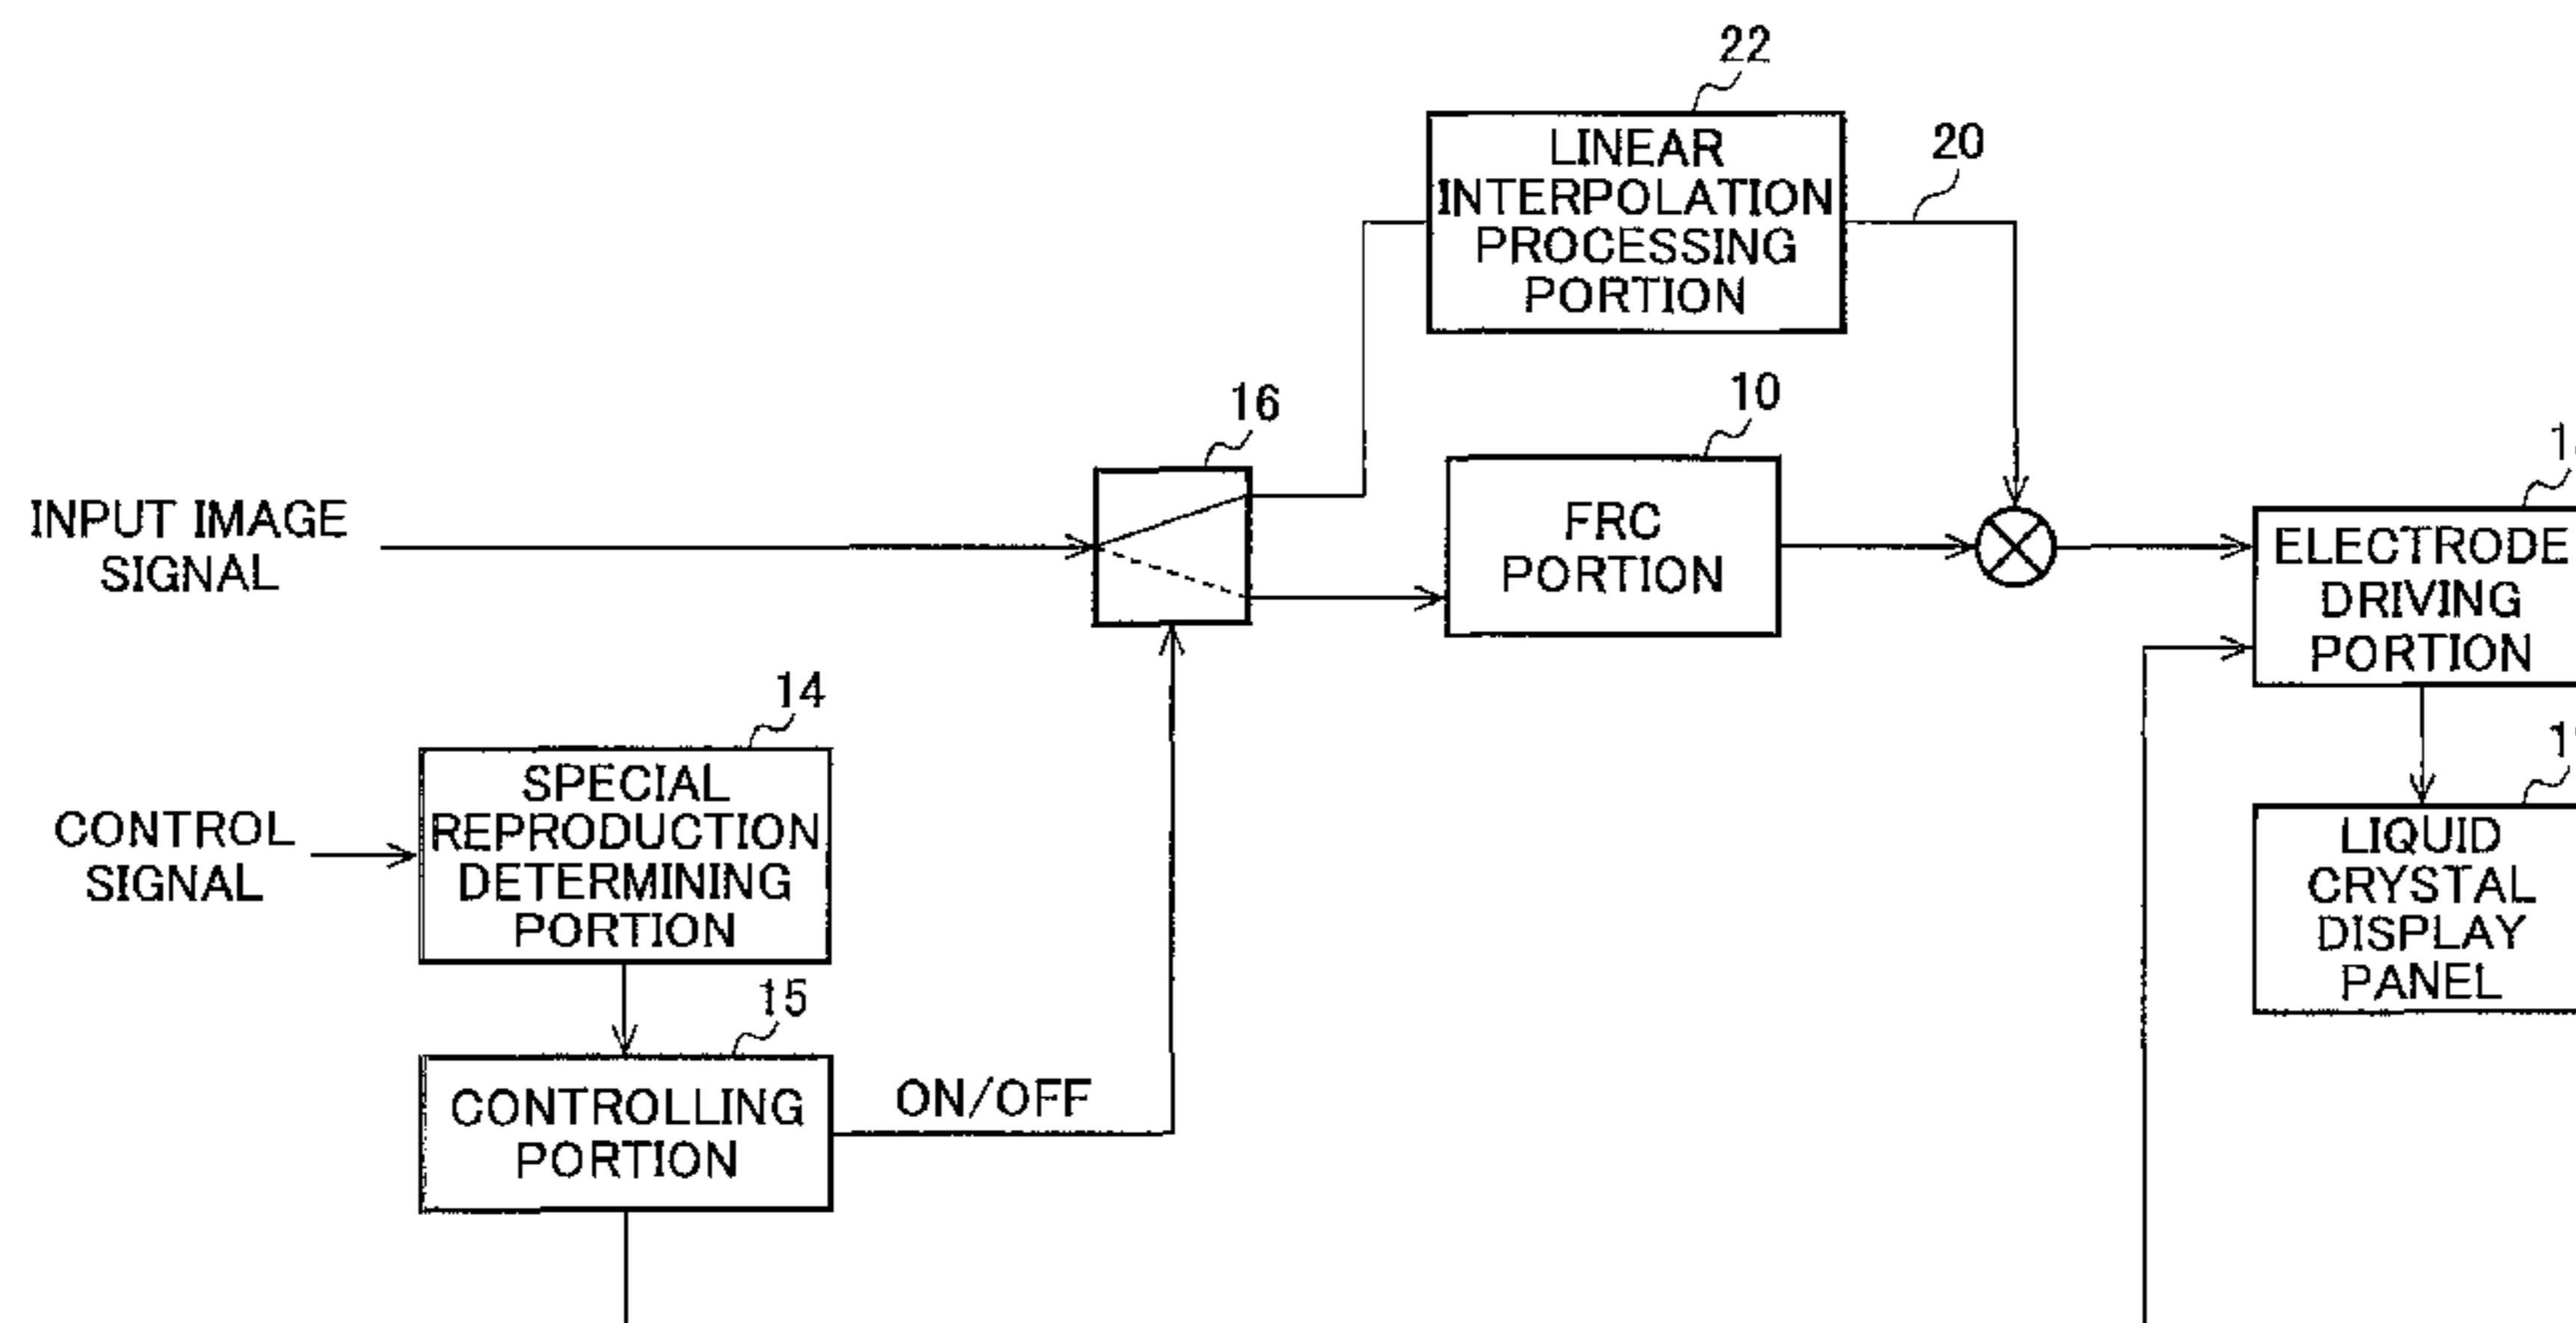 22
LINEAR
INTERPOLATION
PROCESSING
PORTION
20
16
10
FRC
PORTION
INPUT IMAGE
SIGNAL
ELECTRODE
DRIVING
PORTION
14
SPECIAL
REPRODUCTION
DETERMINING
PORTION
CONTROL
SIGNAL
LIQUID
CRYSTAL
DISPLAY
PANEL
15
CONTROLLING
PORTION
ON/OFF